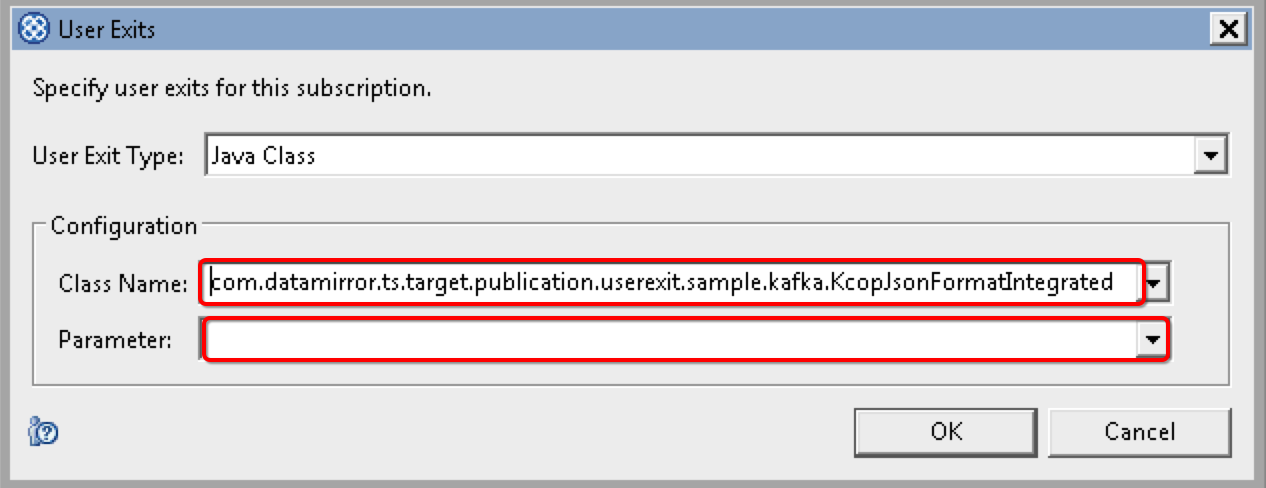 User Exits
Specify user exits for this subscription.
User Exit Type: Java Class
Configuration
Class Name: com.datamirror.ts.target.publication.userexit.sample.kafka.KcopJsonFormatIntegrated
Parameter:
OK Cancel